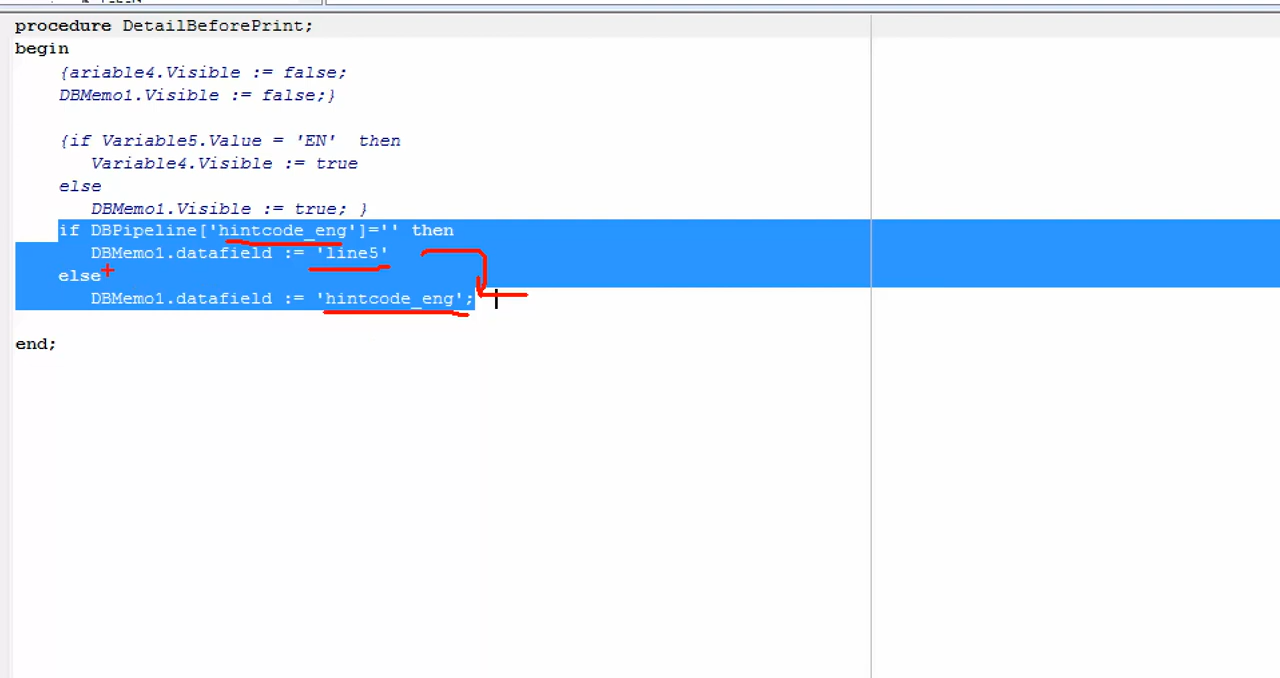 procedure DetailBeforePrint;
begin
{ariable4.Visible := false;
DBMemo1.Visible := false;}
{if Variable5.Value = 'EN' then
Variable4.Visible := true
else
DBMemo1.Visible := true; }
if DBPipeline['hintcode_eng']='' then
DBMemo1.datafield := 'line5'
else
DBMemo1.datafield := 'hintcode_eng';
end;